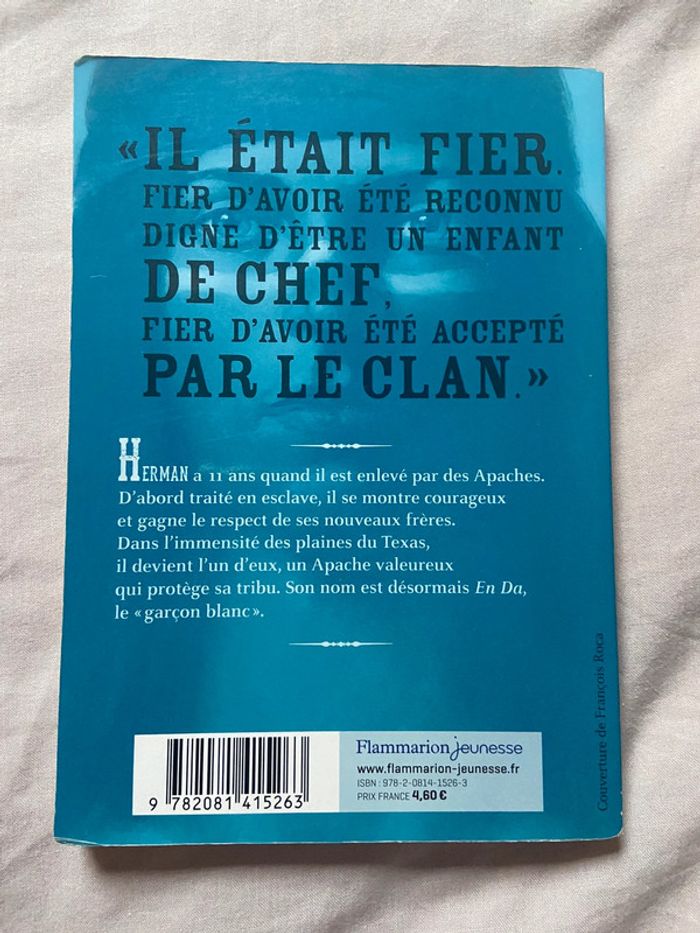 « IL ÉTAIT FIER.
FIER D'AVOIR ÉTÉ RECONNU
DIGNE D'ÊTRE UN ENFANT
DE CHEF,
FIER D'AVOIR ÉTÉ ACCEPTÉ
PAR LE CLAN. »
HERMAN a 11 ans quand il est enlevé par des Apaches.
D'abord traité en esclave, il se montre courageux
et gagne le respect de ses nouveaux frères.
Dans l'immensité des plaines du Texas,
il devient l'un d'eux, un Apache valeureux
qui protège sa tribu. Son nom est désormais En Da,
le « garçon blanc ».
Couverture de François Roca
Flammarion jeunesse
www.flammarion-jeunesse.fr
ISBN : 978-2-0814-1526-3
PRIX FRANCE 4,60 €
9 782081 415263